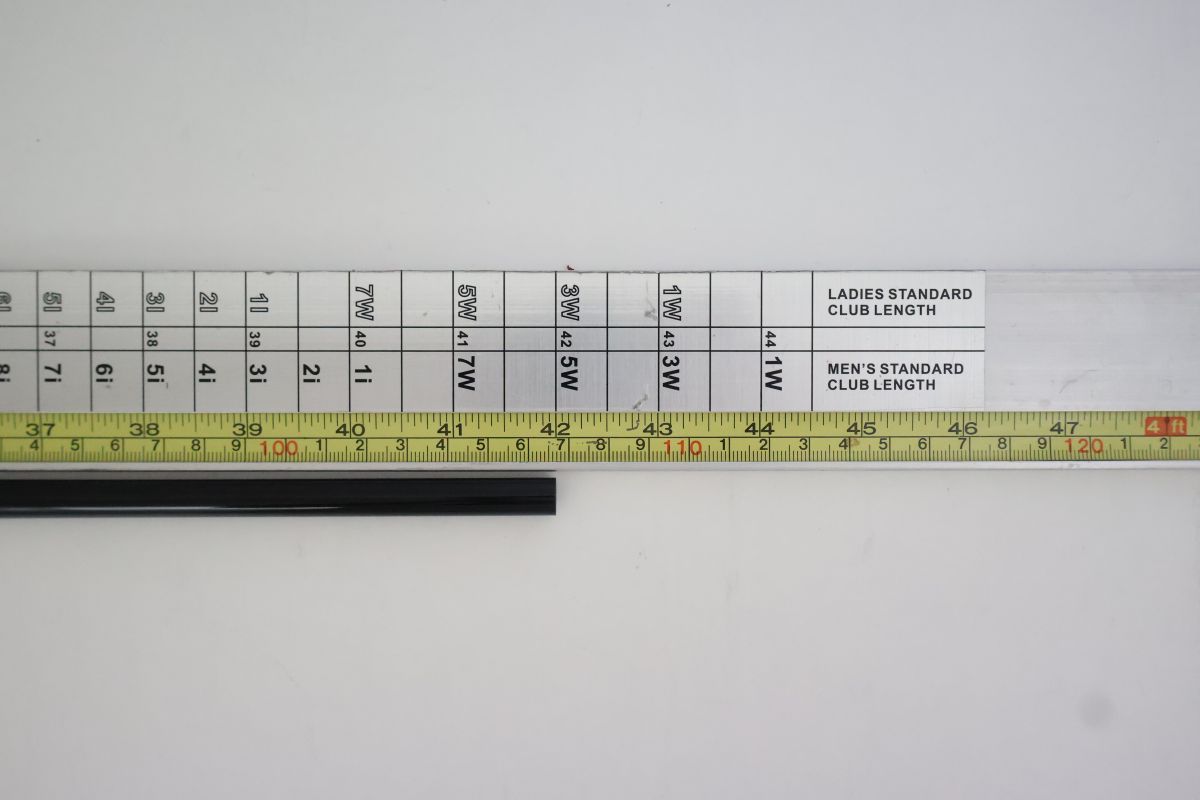 6I 5I 4I 3I 2I 1I 7W 5W 3W 1W
LADIES STANDARD
CLUB LENGTH
37 38 39 40 41 42 43 44
8i 7i 6i 5i 4i 3i 2i 1i 7W 5W 3W 1W
MEN'S STANDARD
CLUB LENGTH
37 38 39 40 41 42 43 44 45 46 47 4 ft
4 5 6 7 8 9 100 1 2 3 4 5 6 7 8 9 110 1 2 3 4 5 6 7 8 9 120 1 2